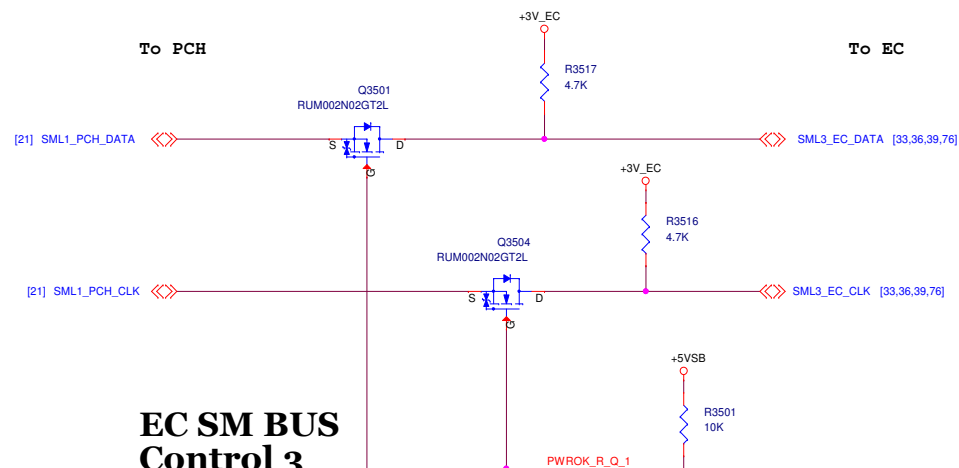 +3V_EC
To PCH
To EC
R3517
4.7K
Q3501
RUM002N02GT2L
[21] SML1_PCH_DATA
S
D
G
SML3_EC_DATA [33,36,39,76]
+3V_EC
R3516
4.7K
Q3504
RUM002N02GT2L
[21] SML1_PCH_CLK
S
D
G
SML3_EC_CLK [33,36,39,76]
+5VSB
R3501
10K
EC SM BUS
Control 3
PWROK_R_Q_1